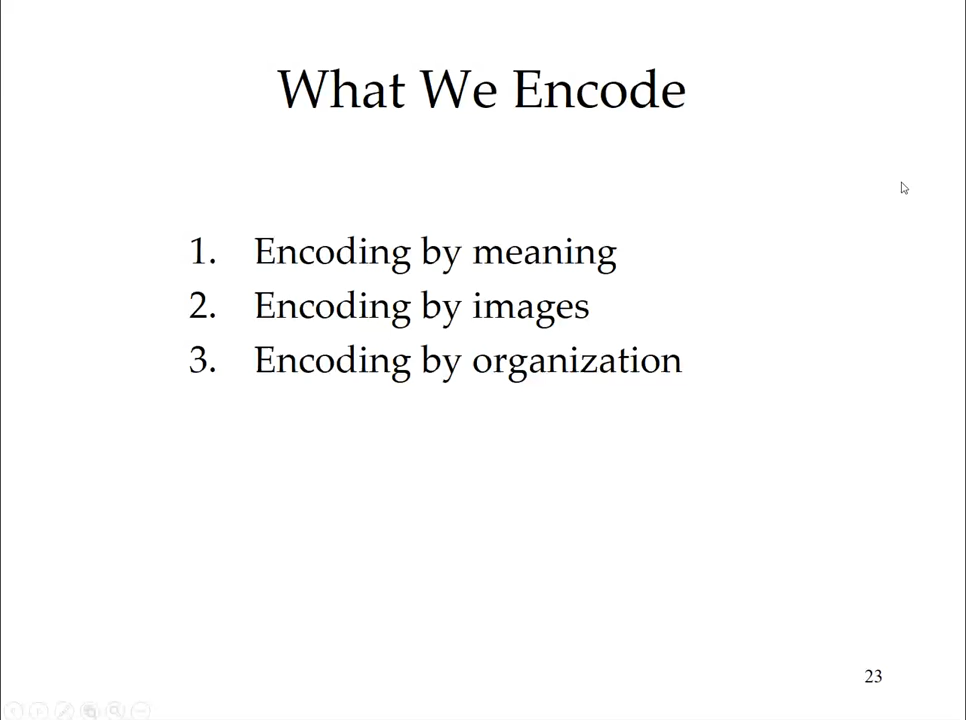 What We Encode
1. Encoding by meaning
2. Encoding by images
3. Encoding by organization
23